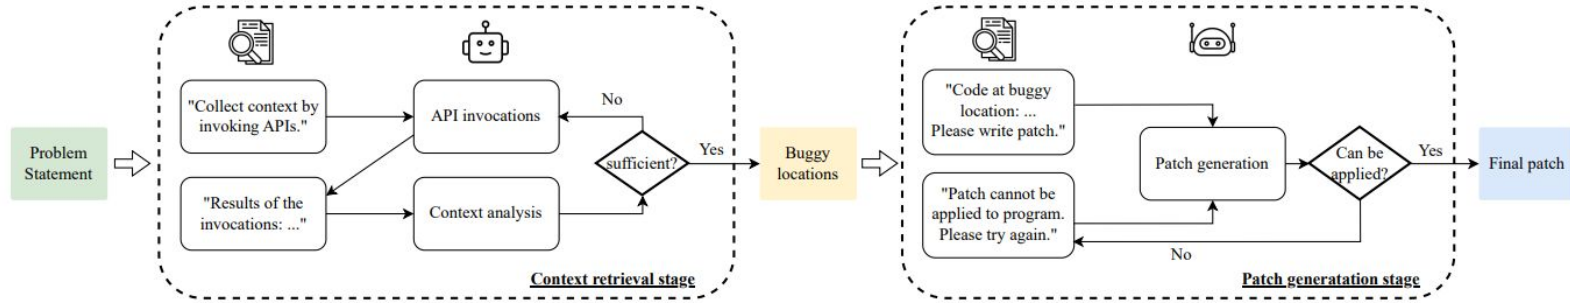 Problem
Statement
"Collect context by
invoking APIs."
API invocations
"Results of the
invocations: ..."
Context analysis
No
sufficient?
Yes
Context retrieval stage
Buggy
locations
"Code at buggy
location: ...
Please write patch."
"Patch cannot be
applied to program.
Please try again."
Patch generation
Can be
applied?
Yes
No
Patch generatation stage
Final patch